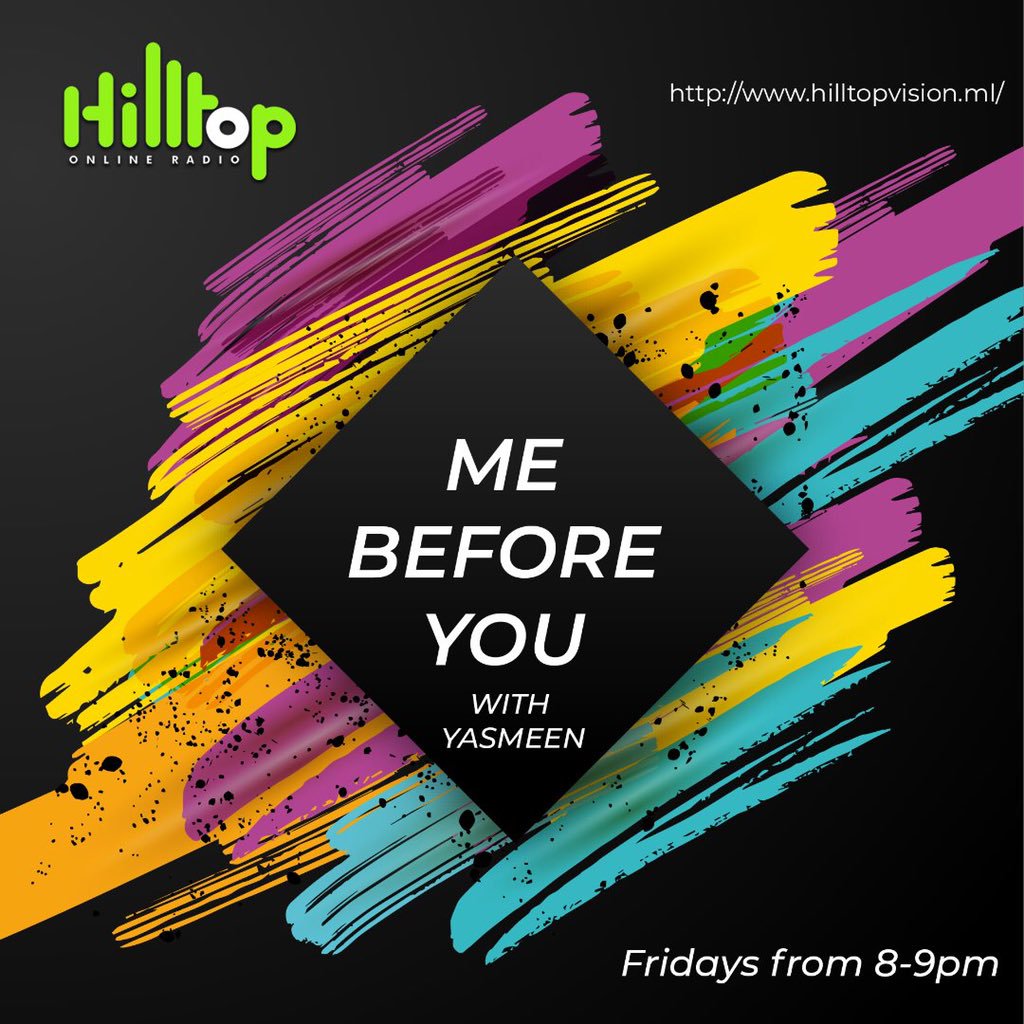 Hilltop
ONLINE RADIO
http://www.hilltopvision.ml/
ME
BEFORE
YOU
WITH
YASMEEN
Fridays from 8-9pm